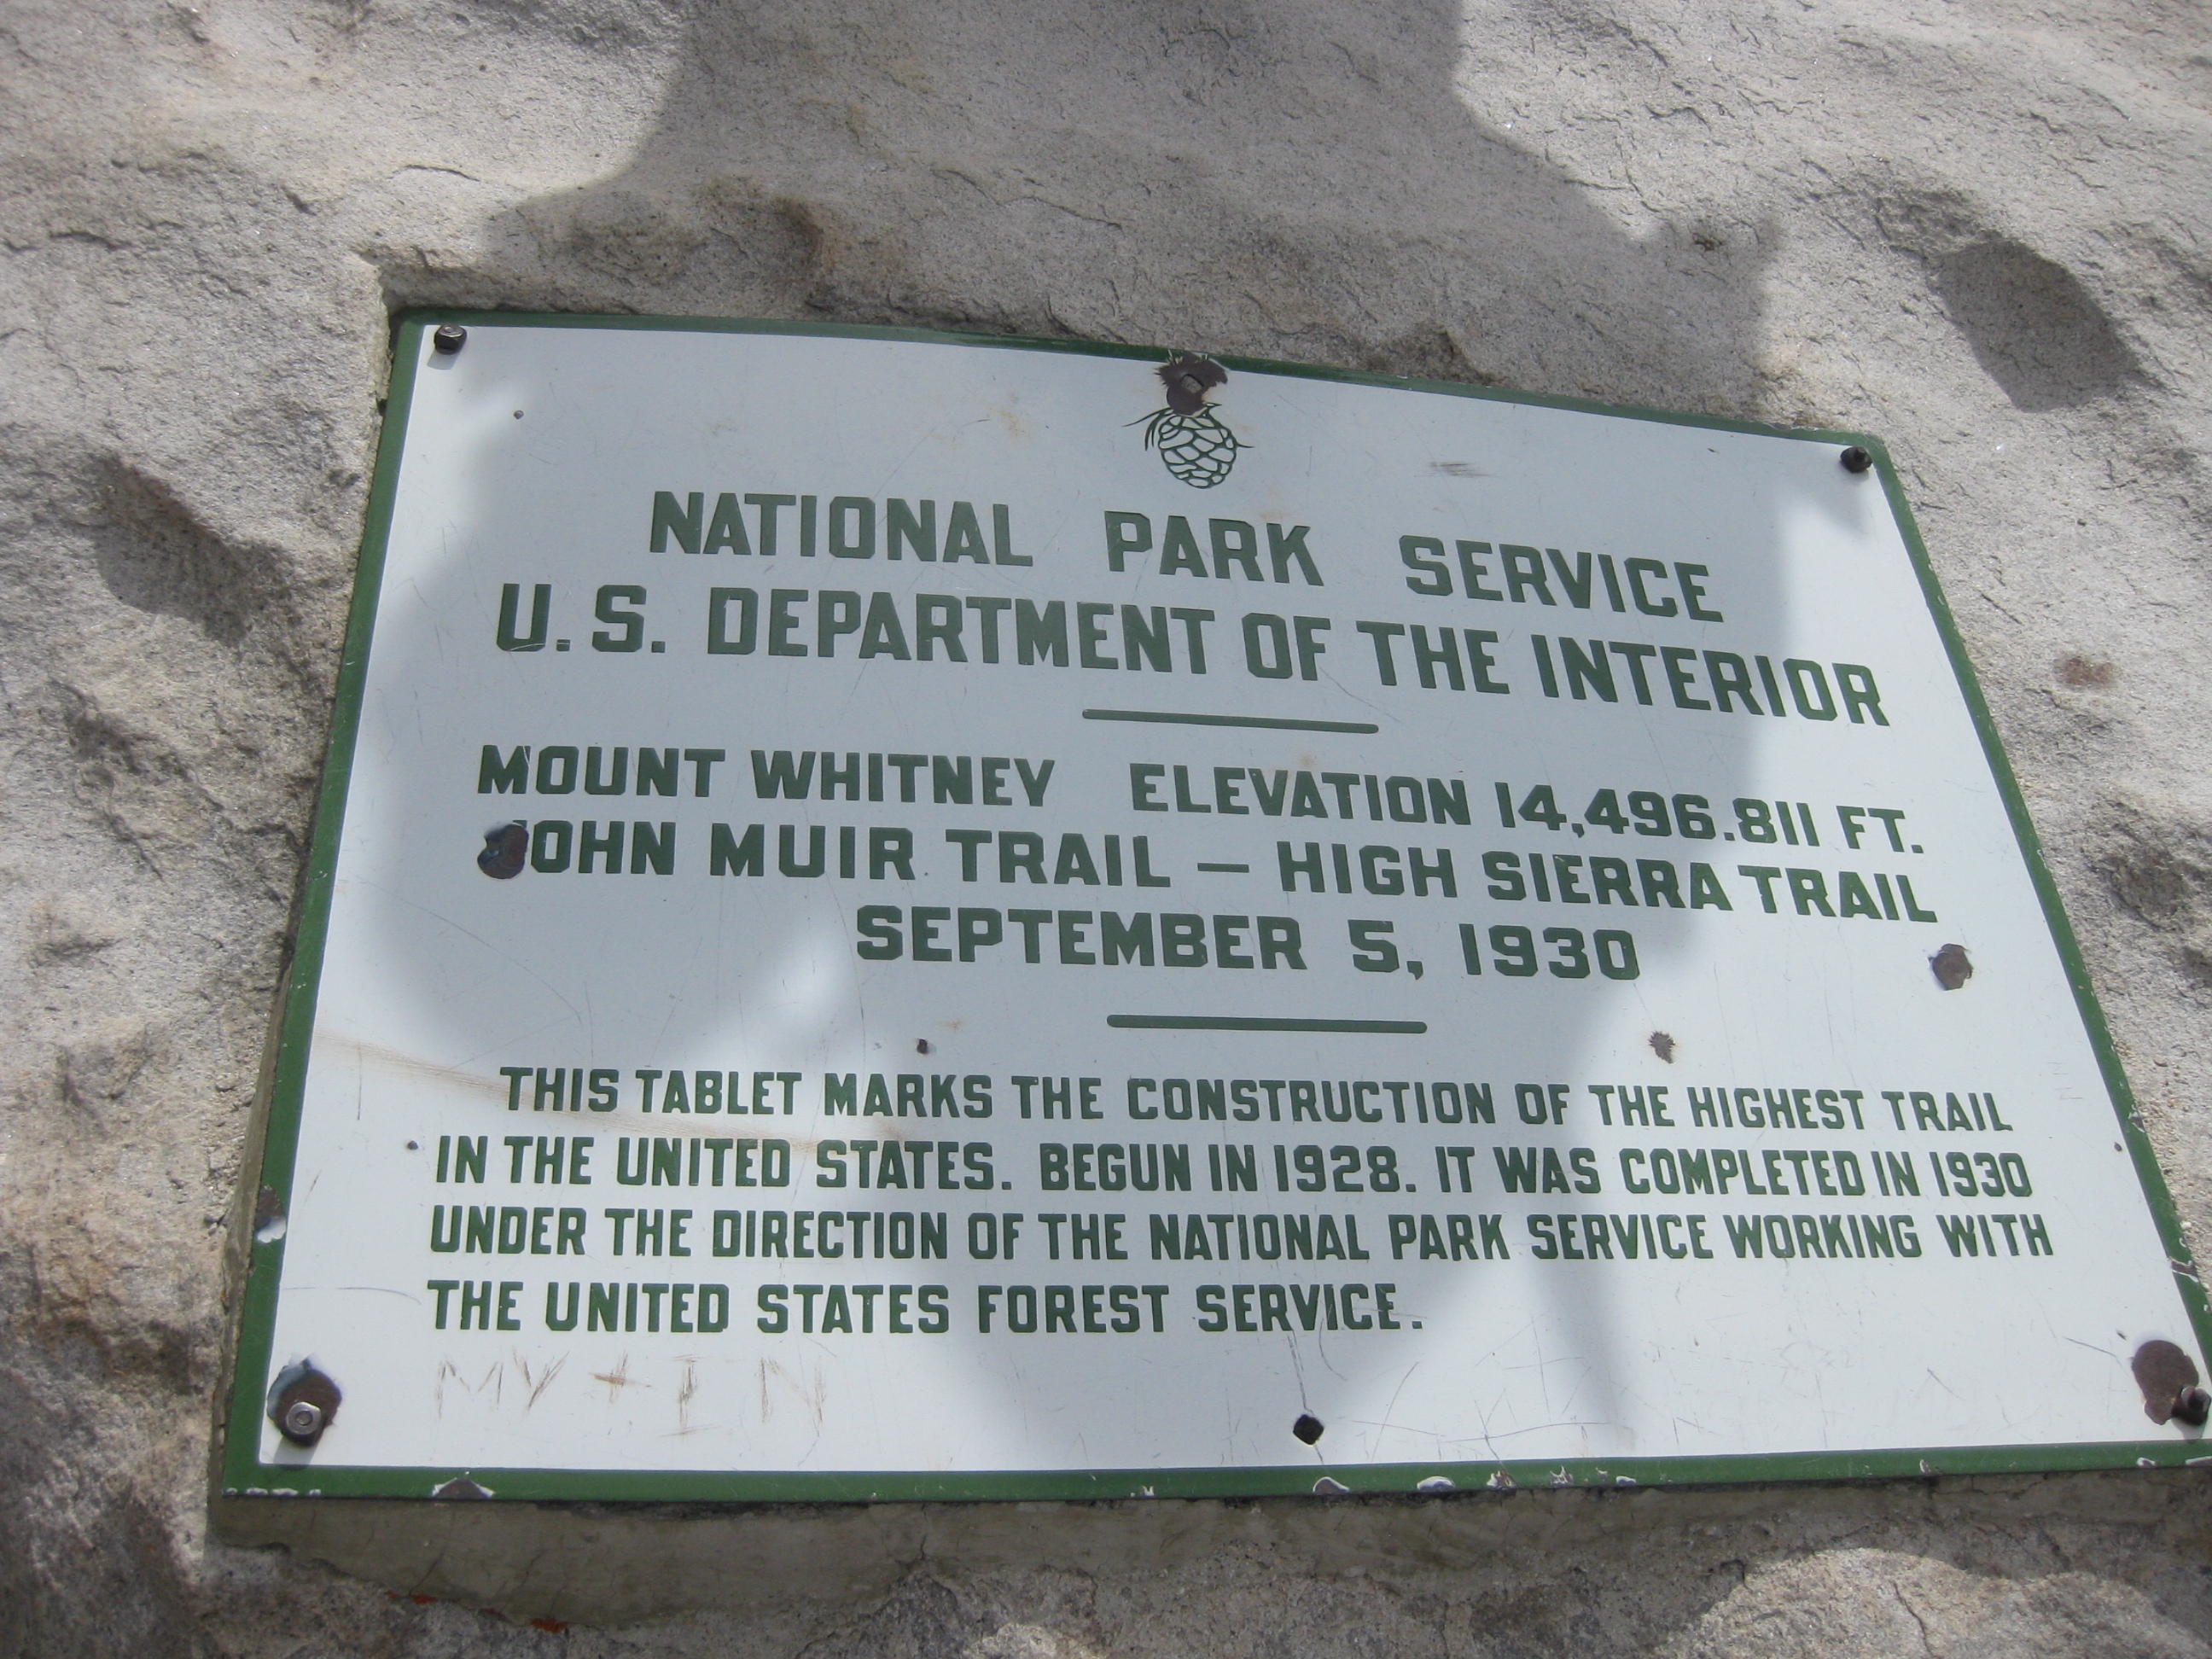 NATIONAL PARK SERVICE
U.S. DEPARTMENT OF THE INTERIOR
MOUNT WHITNEY ELEVATION 14,496.811 FT.
JOHN MUIR TRAIL — HIGH SIERRA TRAIL
SEPTEMBER 5, 1930
THIS TABLET MARKS THE CONSTRUCTION OF THE HIGHEST TRAIL
IN THE UNITED STATES. BEGUN IN 1928. IT WAS COMPLETED IN 1930
UNDER THE DIRECTION OF THE NATIONAL PARK SERVICE WORKING WITH
THE UNITED STATES FOREST SERVICE.
MV + IN